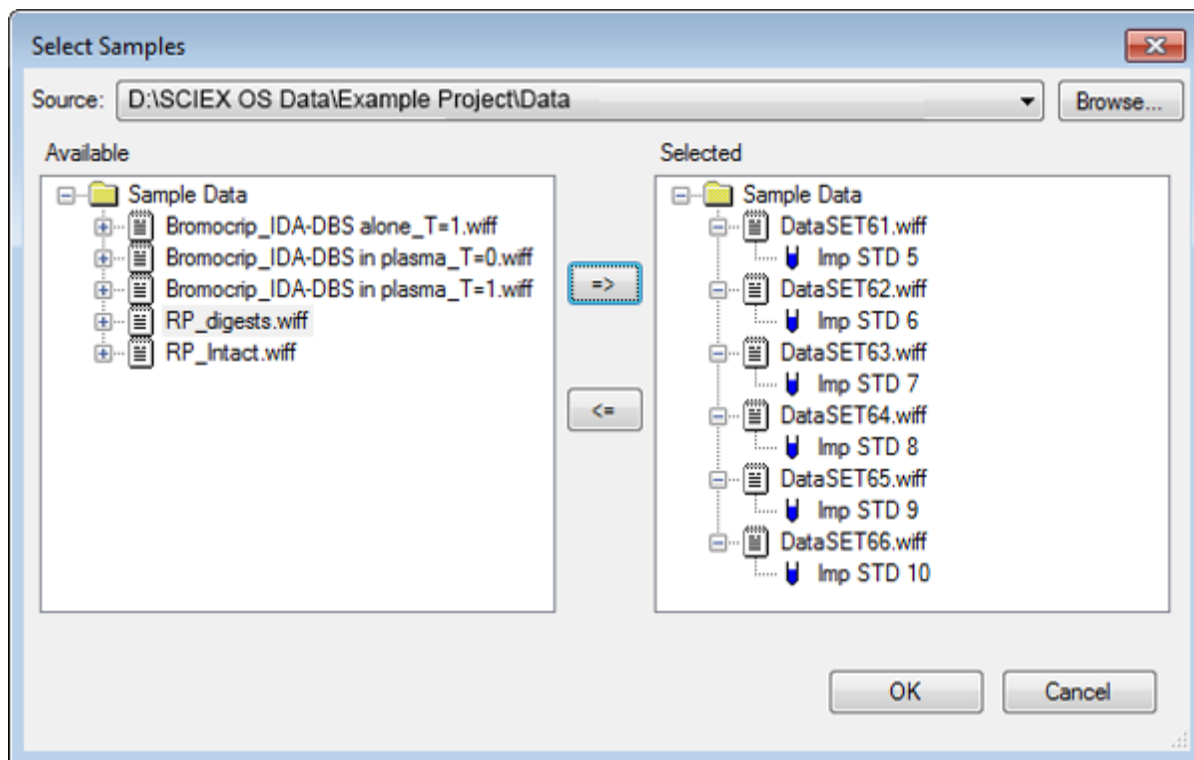 Select Samples
Source: D:\SCIEX OS Data\Example Project\Data Browse...
Available
Sample Data
Bromocrip_IDA-DBS alone_T=1.wiff
Bromocrip_IDA-DBS in plasma_T=0.wiff
Bromocrip_IDA-DBS in plasma_T=1.wiff
RP_digests.wiff
RP_Intact.wiff
=>
<=
Selected
Sample Data
DataSET61.wiff
Imp STD 5
DataSET62.wiff
Imp STD 6
DataSET63.wiff
Imp STD 7
DataSET64.wiff
Imp STD 8
DataSET65.wiff
Imp STD 9
DataSET66.wiff
Imp STD 10
OK Cancel